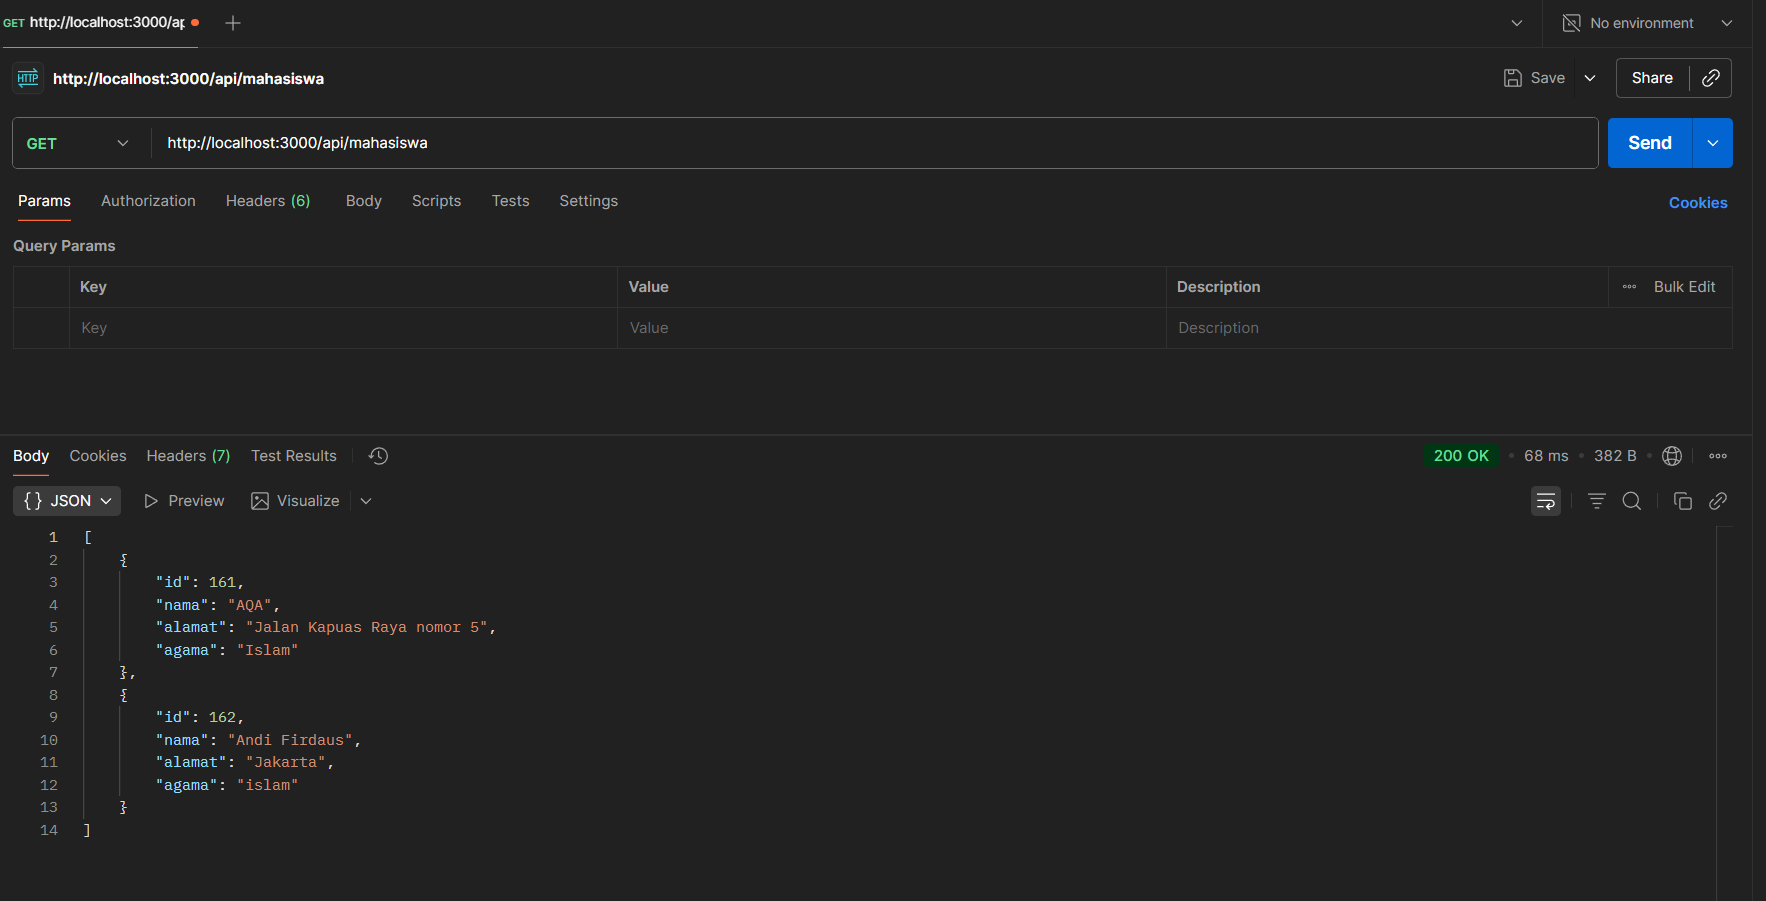 GET http://localhost:3000/ap
No environment
HTTP http://localhost:3000/api/mahasiswa
Save
Share
GET
http://localhost:3000/api/mahasiswa
Send
Params Authorization Headers (6) Body Scripts Tests Settings
Cookies
Query Params
Key Value Description Bulk Edit
Key Value Description
Body Cookies Headers (7) Test Results
200 OK • 68 ms • 382 B •
{} JSON Preview Visualize
1 [
2 {
3 "id": 161,
4 "nama": "AQA",
5 "alamat": "Jalan Kapuas Raya nomor 5",
6 "agama": "Islam"
7 },
8 {
9 "id": 162,
10 "nama": "Andi Firdaus",
11 "alamat": "Jakarta",
12 "agama": "islam"
13 }
14 ]